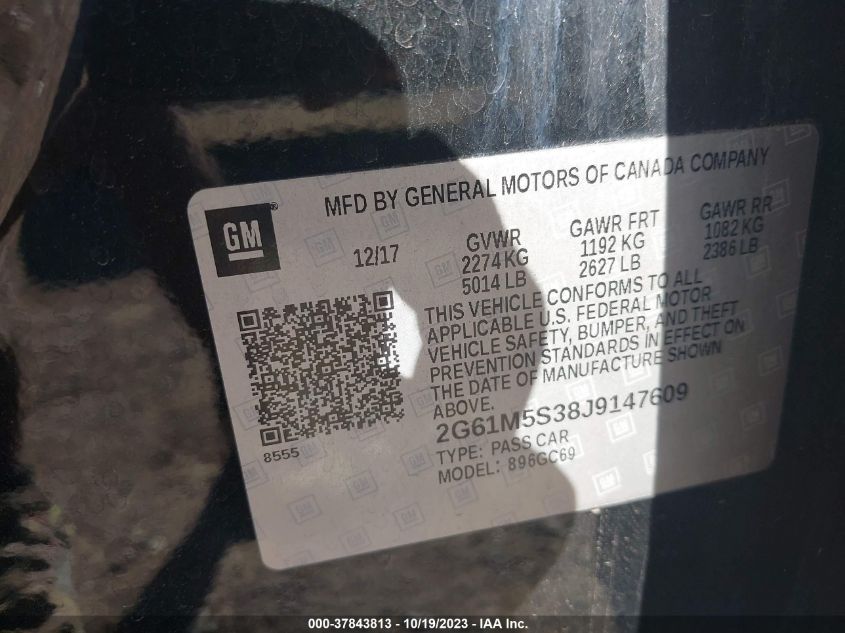 MFD BY GENERAL MOTORS OF CANADA COMPANY
GM®
12/17
GVWR
2274 KG
5014 LB
GAWR FRT
1192 KG
2627 LB
GAWR RR
1082 KG
2386 LB
THIS VEHICLE CONFORMS TO ALL
APPLICABLE U.S. FEDERAL MOTOR
VEHICLE SAFETY, BUMPER, AND THEFT
PREVENTION STANDARDS IN EFFECT ON
THE DATE OF MANUFACTURE SHOWN
ABOVE.
2G61M5S38J9147609
TYPE: PASS CAR
MODEL: 896GC69
8555
000-37843813 - 10/19/2023 - IAA Inc.